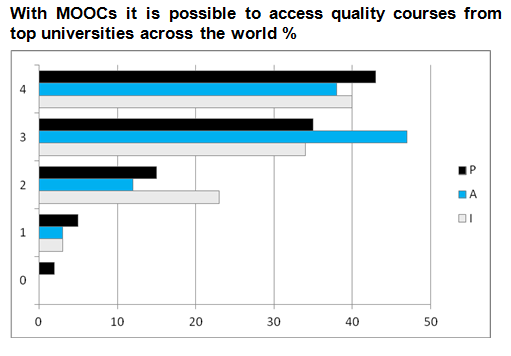 With MOOCs it is possible to access quality courses from
top universities across the world %
4
3
2
1
0
P
A
I
0 10 20 30 40 50